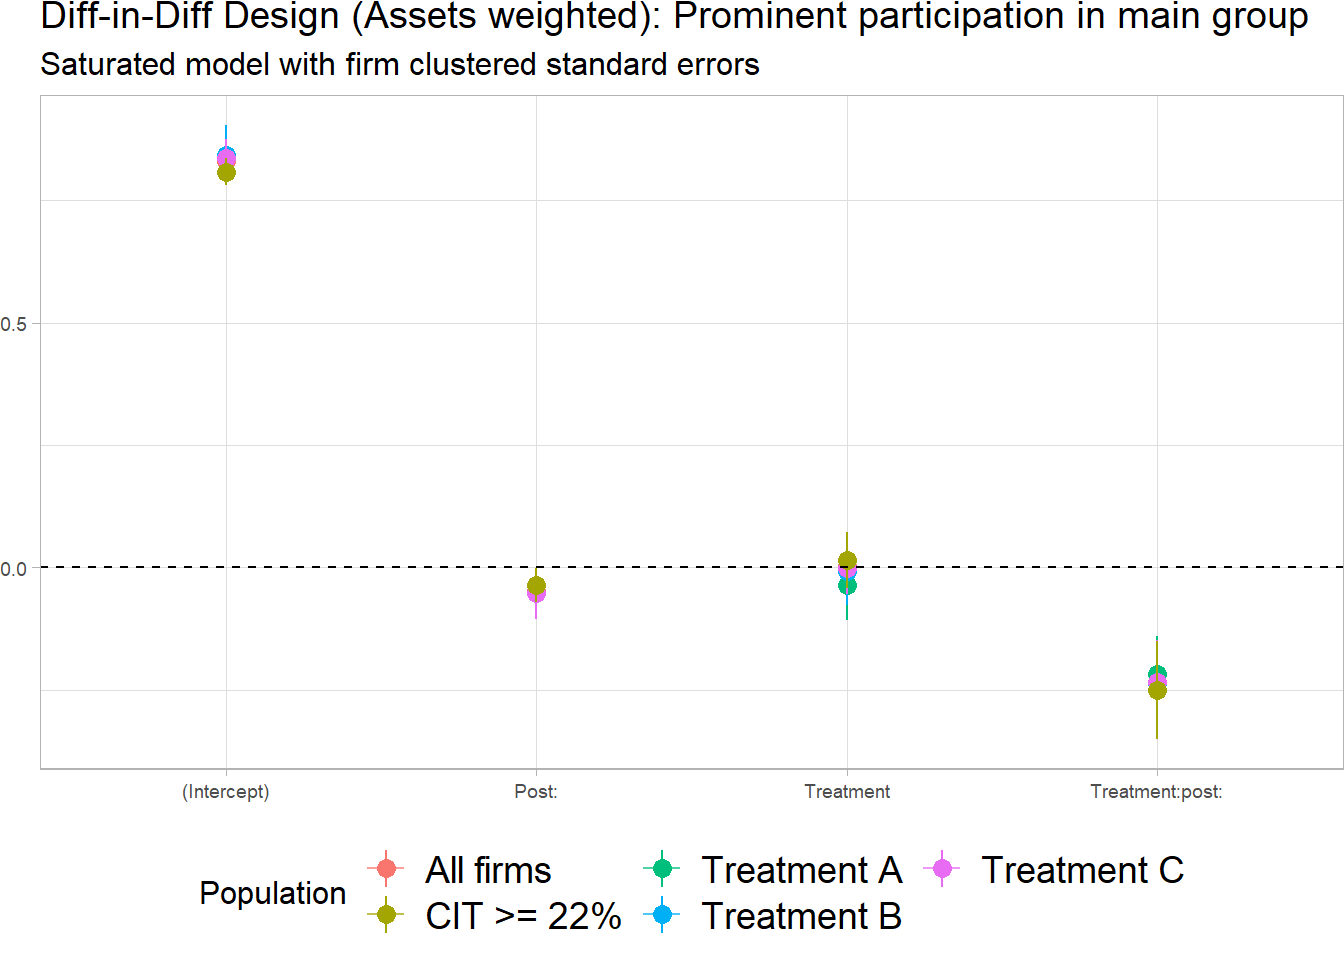 Diff-in-Diff Design (Assets weighted): Prominent participation in main group
Saturated model with firm clustered standard errors
0.5
0.0
(Intercept) Post: Treatment Treatment:post:
Population
All firms Treatment A Treatment C
CIT >= 22% Treatment B